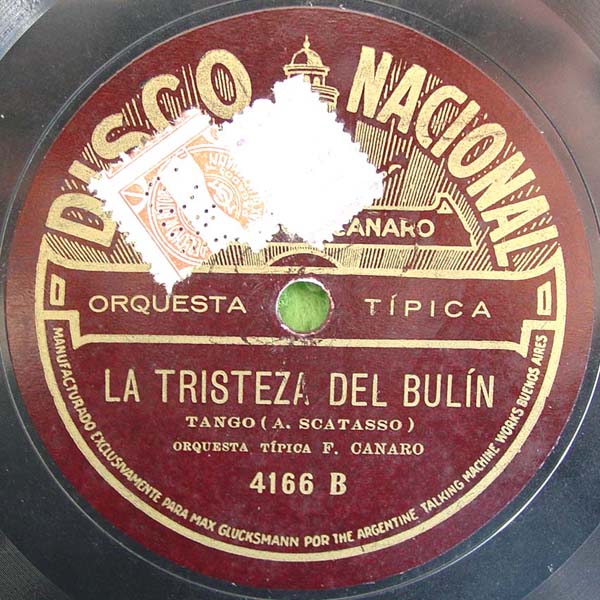 DISCO NACIONAL
CANARO
ORQUESTA TÍPICA
LA TRISTEZA DEL BULÍN
TANGO (A. SCATASSO)
ORQUESTA TÍPICA F. CANARO
4166 B
MANUFACTURADO EXCLUSIVAMENTE PARA MAX GLUCKSMANN POR THE ARGENTINE TALKING MACHINE WORKS BUENOS AIRES